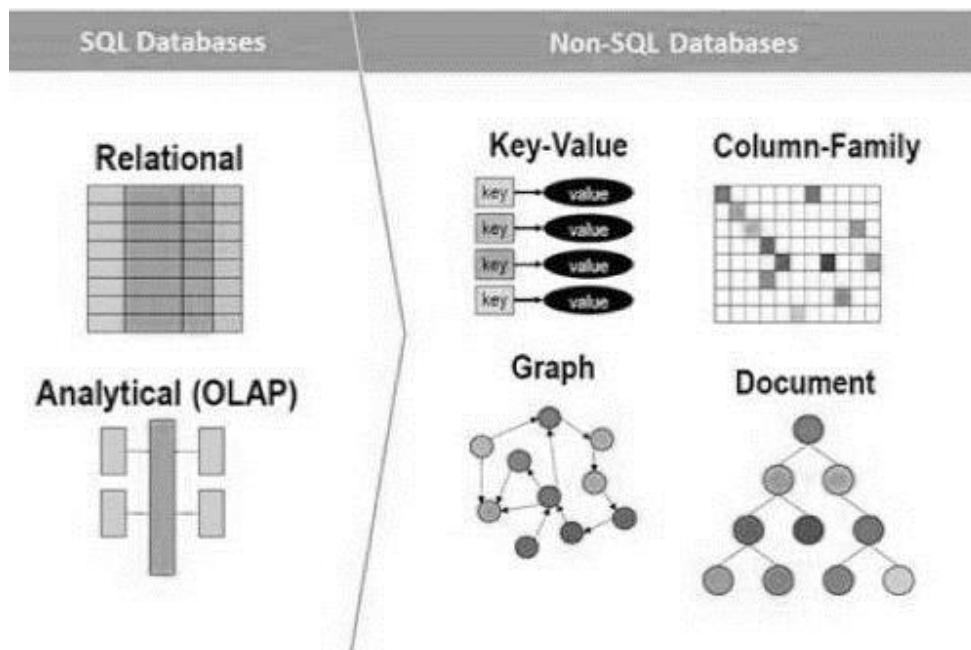 SQL Databases
Non-SQL Databases
Relational
Analytical (OLAP)
Key-Value
key value
key value
key value
key value
Column-Family
Graph
Document